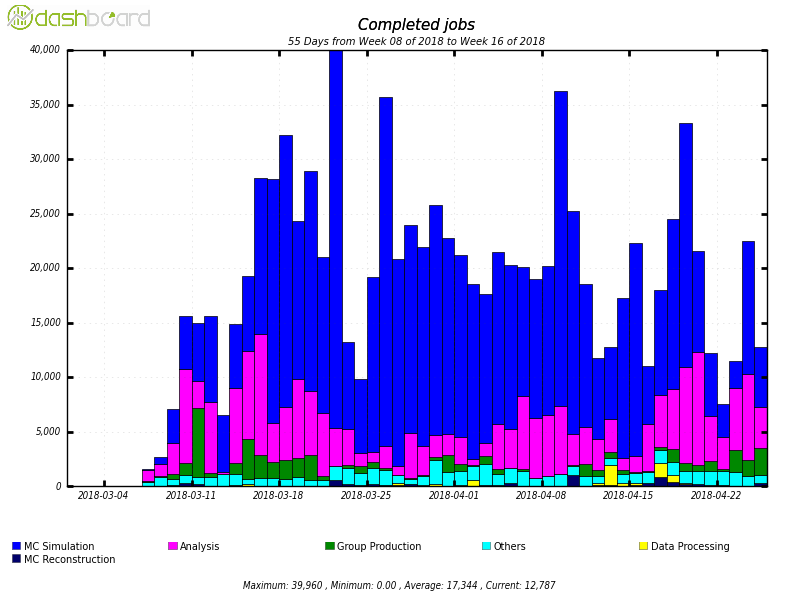 dashboard
Completed jobs
55 Days from Week 08 of 2018 to Week 16 of 2018
40,000
35,000
30,000
25,000
20,000
15,000
10,000
5,000
0
2018-03-04 2018-03-11 2018-03-18 2018-03-25 2018-04-01 2018-04-08 2018-04-15 2018-04-22
MC Simulation Analysis Group Production Others Data Processing
MC Reconstruction
Maximum: 39,960 , Minimum: 0.00 , Average: 17,344 , Current: 12,787